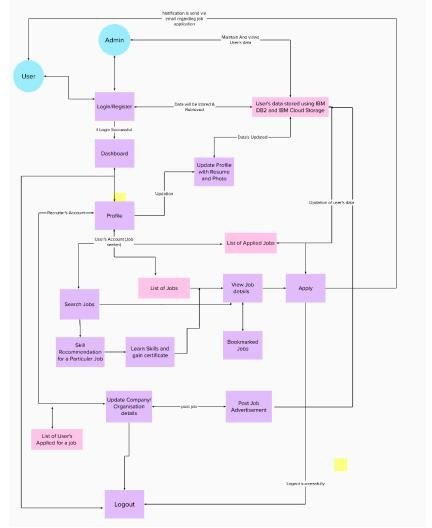 Notification is send via
email regarding job
application
Admin
Maintain And views
User's data
User
Login/Register
Data will be stored &
Retrieved
User's data stored using IBM
DB2 and IBM Cloud Storage
If Login Successful
Data's Updated
Dashboard
Update Profile
with Resume
and Photo
Updation
Updation of user's data
Recruiter's Account
Profile
User's Account (Job
seeker)
List of Applied Jobs
List of Jobs
View Job
details
Apply
Search Jobs
Skill
Recommendation
for a Particuler Job
Learn Skills and
gain certificate
Bookmarked
Jobs
Update Company/
Organisation
details
post job
Post Job
Advertisement
List of User's
Applied for a job
Logout successfully
Logout